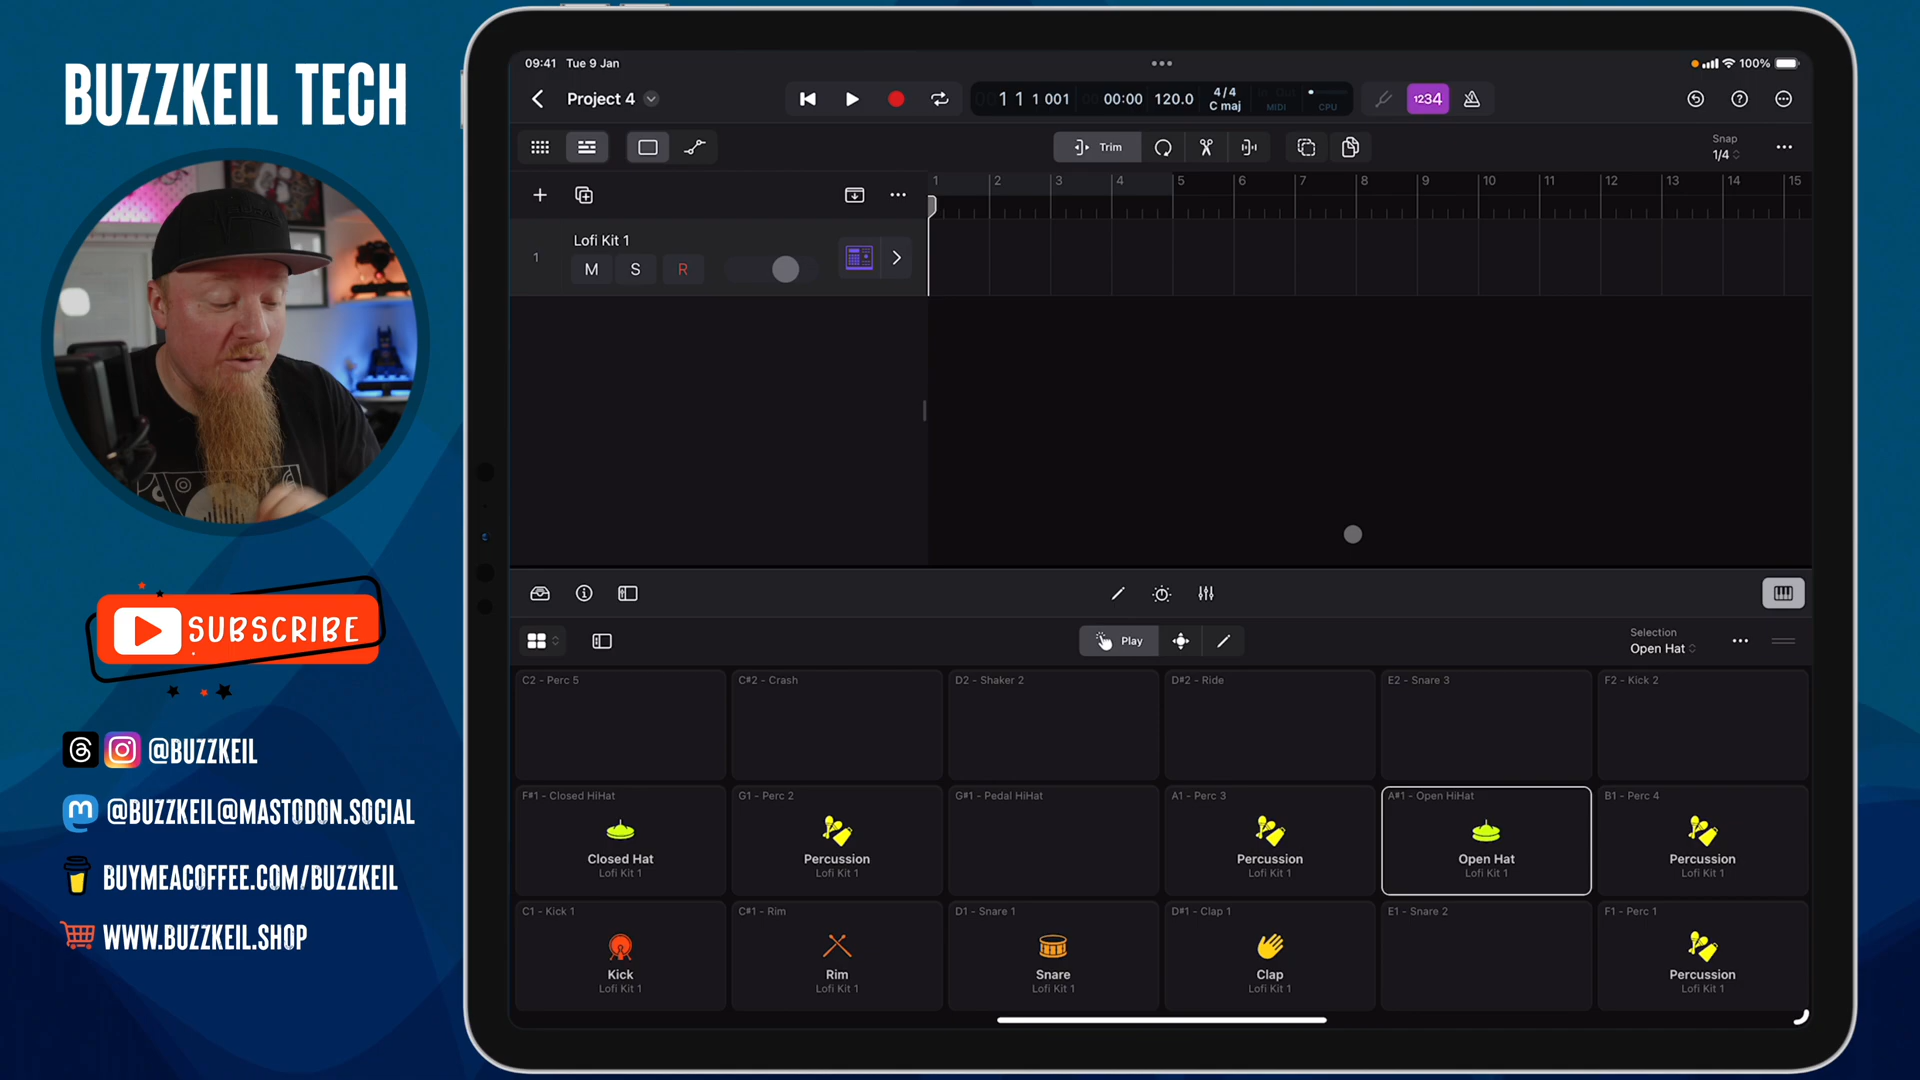 BUZZKEIL TECH
SUBSCRIBE
@BUZZKEIL
@BUZZKEIL@MASTODON.SOCIAL
BUYMEACOFFEE.COM/BUZZKEIL
WWW.BUZZKEIL.SHOP
09:41 Tue 9 Jan
100%
Project 4
1 1 1 001
00:00
120.0
4/4
C maj
In Out
MIDI
CPU
1234
Trim
Snap
1/4
1 2 3 4 5 6 7 8 9 10 11 12 13 14 15
1
Lofi Kit 1
M S R
Play
Selection
Open Hat
C2 - Perc 5
C#2 - Crash
D2 - Shaker 2
D#2 - Ride
E2 - Snare 3
F2 - Kick 2
F#1 - Closed HiHat
Closed Hat
Lofi Kit 1
G1 - Perc 2
Percussion
Lofi Kit 1
G#1 - Pedal HiHat
A1 - Perc 3
Percussion
Lofi Kit 1
A#1 - Open HiHat
Open Hat
Lofi Kit 1
B1 - Perc 4
Percussion
Lofi Kit 1
C1 - Kick 1
Kick
Lofi Kit 1
C#1 - Rim
Rim
Lofi Kit 1
D1 - Snare 1
Snare
Lofi Kit 1
D#1 - Clap 1
Clap
Lofi Kit 1
E1 - Snare 2
F1 - Perc 1
Percussion
Lofi Kit 1